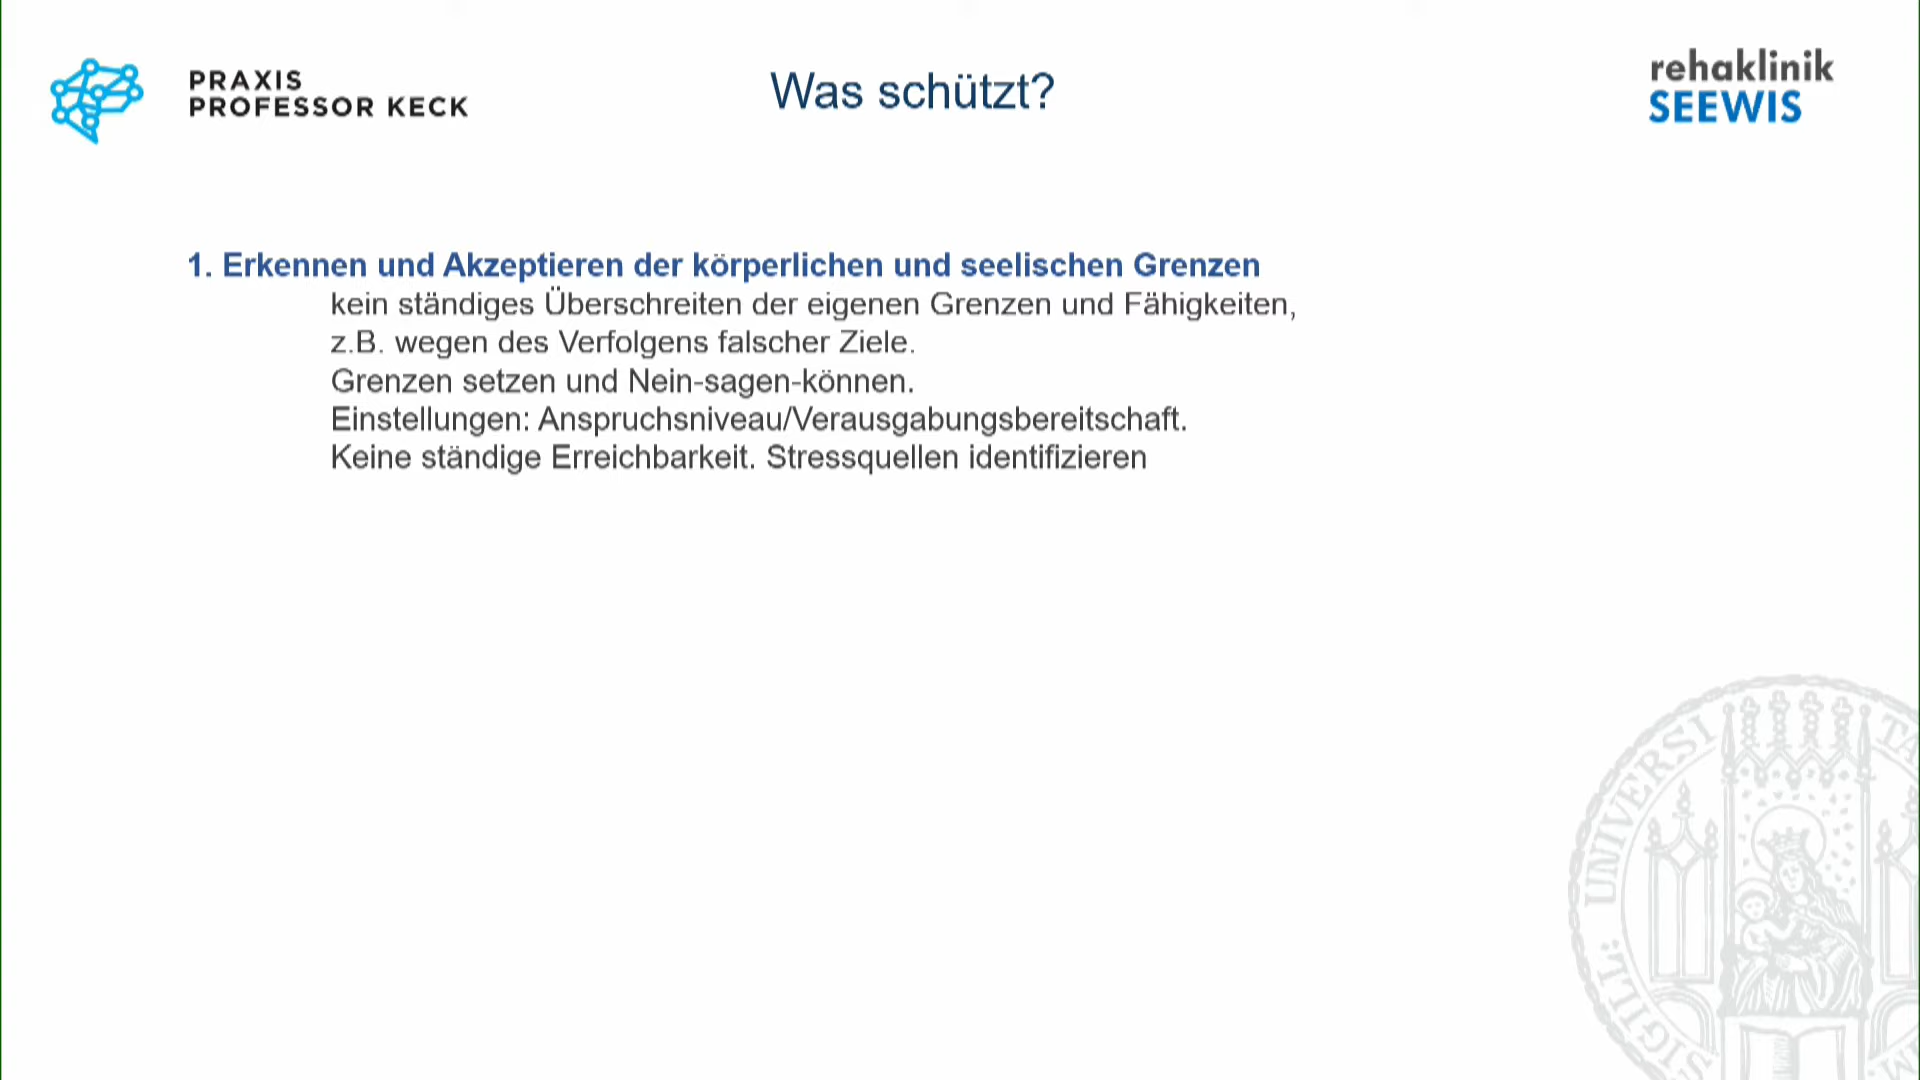 PRAXIS
PROFESSOR KECK
Was schützt?
rehaklinik
SEEWIS
1. Erkennen und Akzeptieren der körperlichen und seelischen Grenzen
kein ständiges Überschreiten der eigenen Grenzen und Fähigkeiten,
z.B. wegen des Verfolgens falscher Ziele.
Grenzen setzen und Nein-sagen-können.
Einstellungen: Anspruchsniveau/Verausgabungsbereitschaft.
Keine ständige Erreichbarkeit. Stressquellen identifizieren
SIGILL: UNIVERSITA